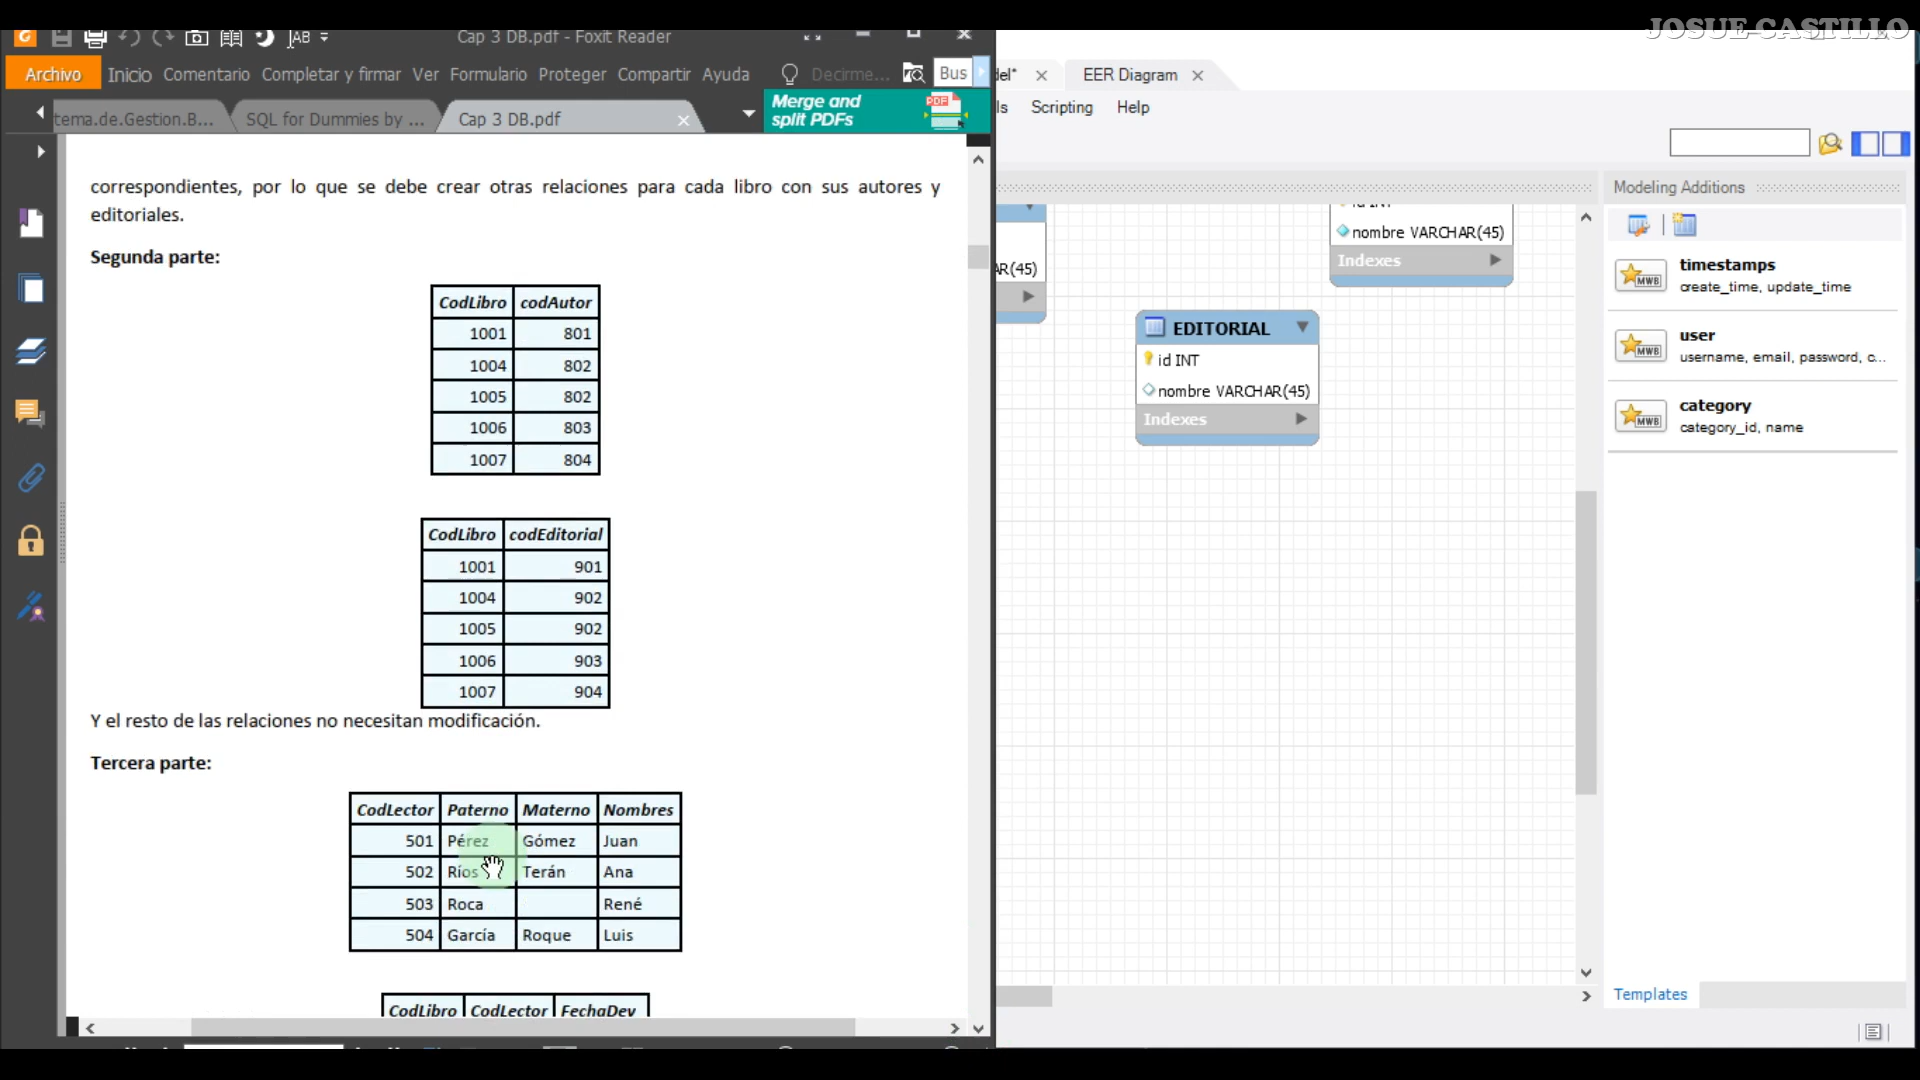 JOSUE CASTILLO
Cap 3 DB.pdf - Foxit Reader
Archivo Inicio Comentario Completar y firmar Ver Formulario Proteger Compartir Ayuda Decirme... Bus
tema.de.Gestion.B... SQL for Dummies by ... Cap 3 DB.pdf
Merge and
split PDFs
PDF
correspondientes, por lo que se debe crear otras relaciones para cada libro con sus autores y
editoriales.
Segunda parte:
CodLibro codAutor
1001 801
1004 802
1005 802
1006 803
1007 804
CodLibro codEditorial
1001 901
1004 902
1005 902
1006 903
1007 904
Y el resto de las relaciones no necesitan modificación.
Tercera parte:
CodLector Paterno Materno Nombres
501 Pérez Gómez Juan
502 Ríos Terán Ana
503 Roca René
504 García Roque Luis
CodLibro CodLector FechaDev
EER Diagram
Scripting Help
nombre VARCHAR(45)
Indexes
EDITORIAL
id INT
nombre VARCHAR(45)
Indexes
Modeling Additions
MWB
timestamps
create_time, update_time
MWB
user
username, email, password, c...
MWB
category
category_id, name
Templates